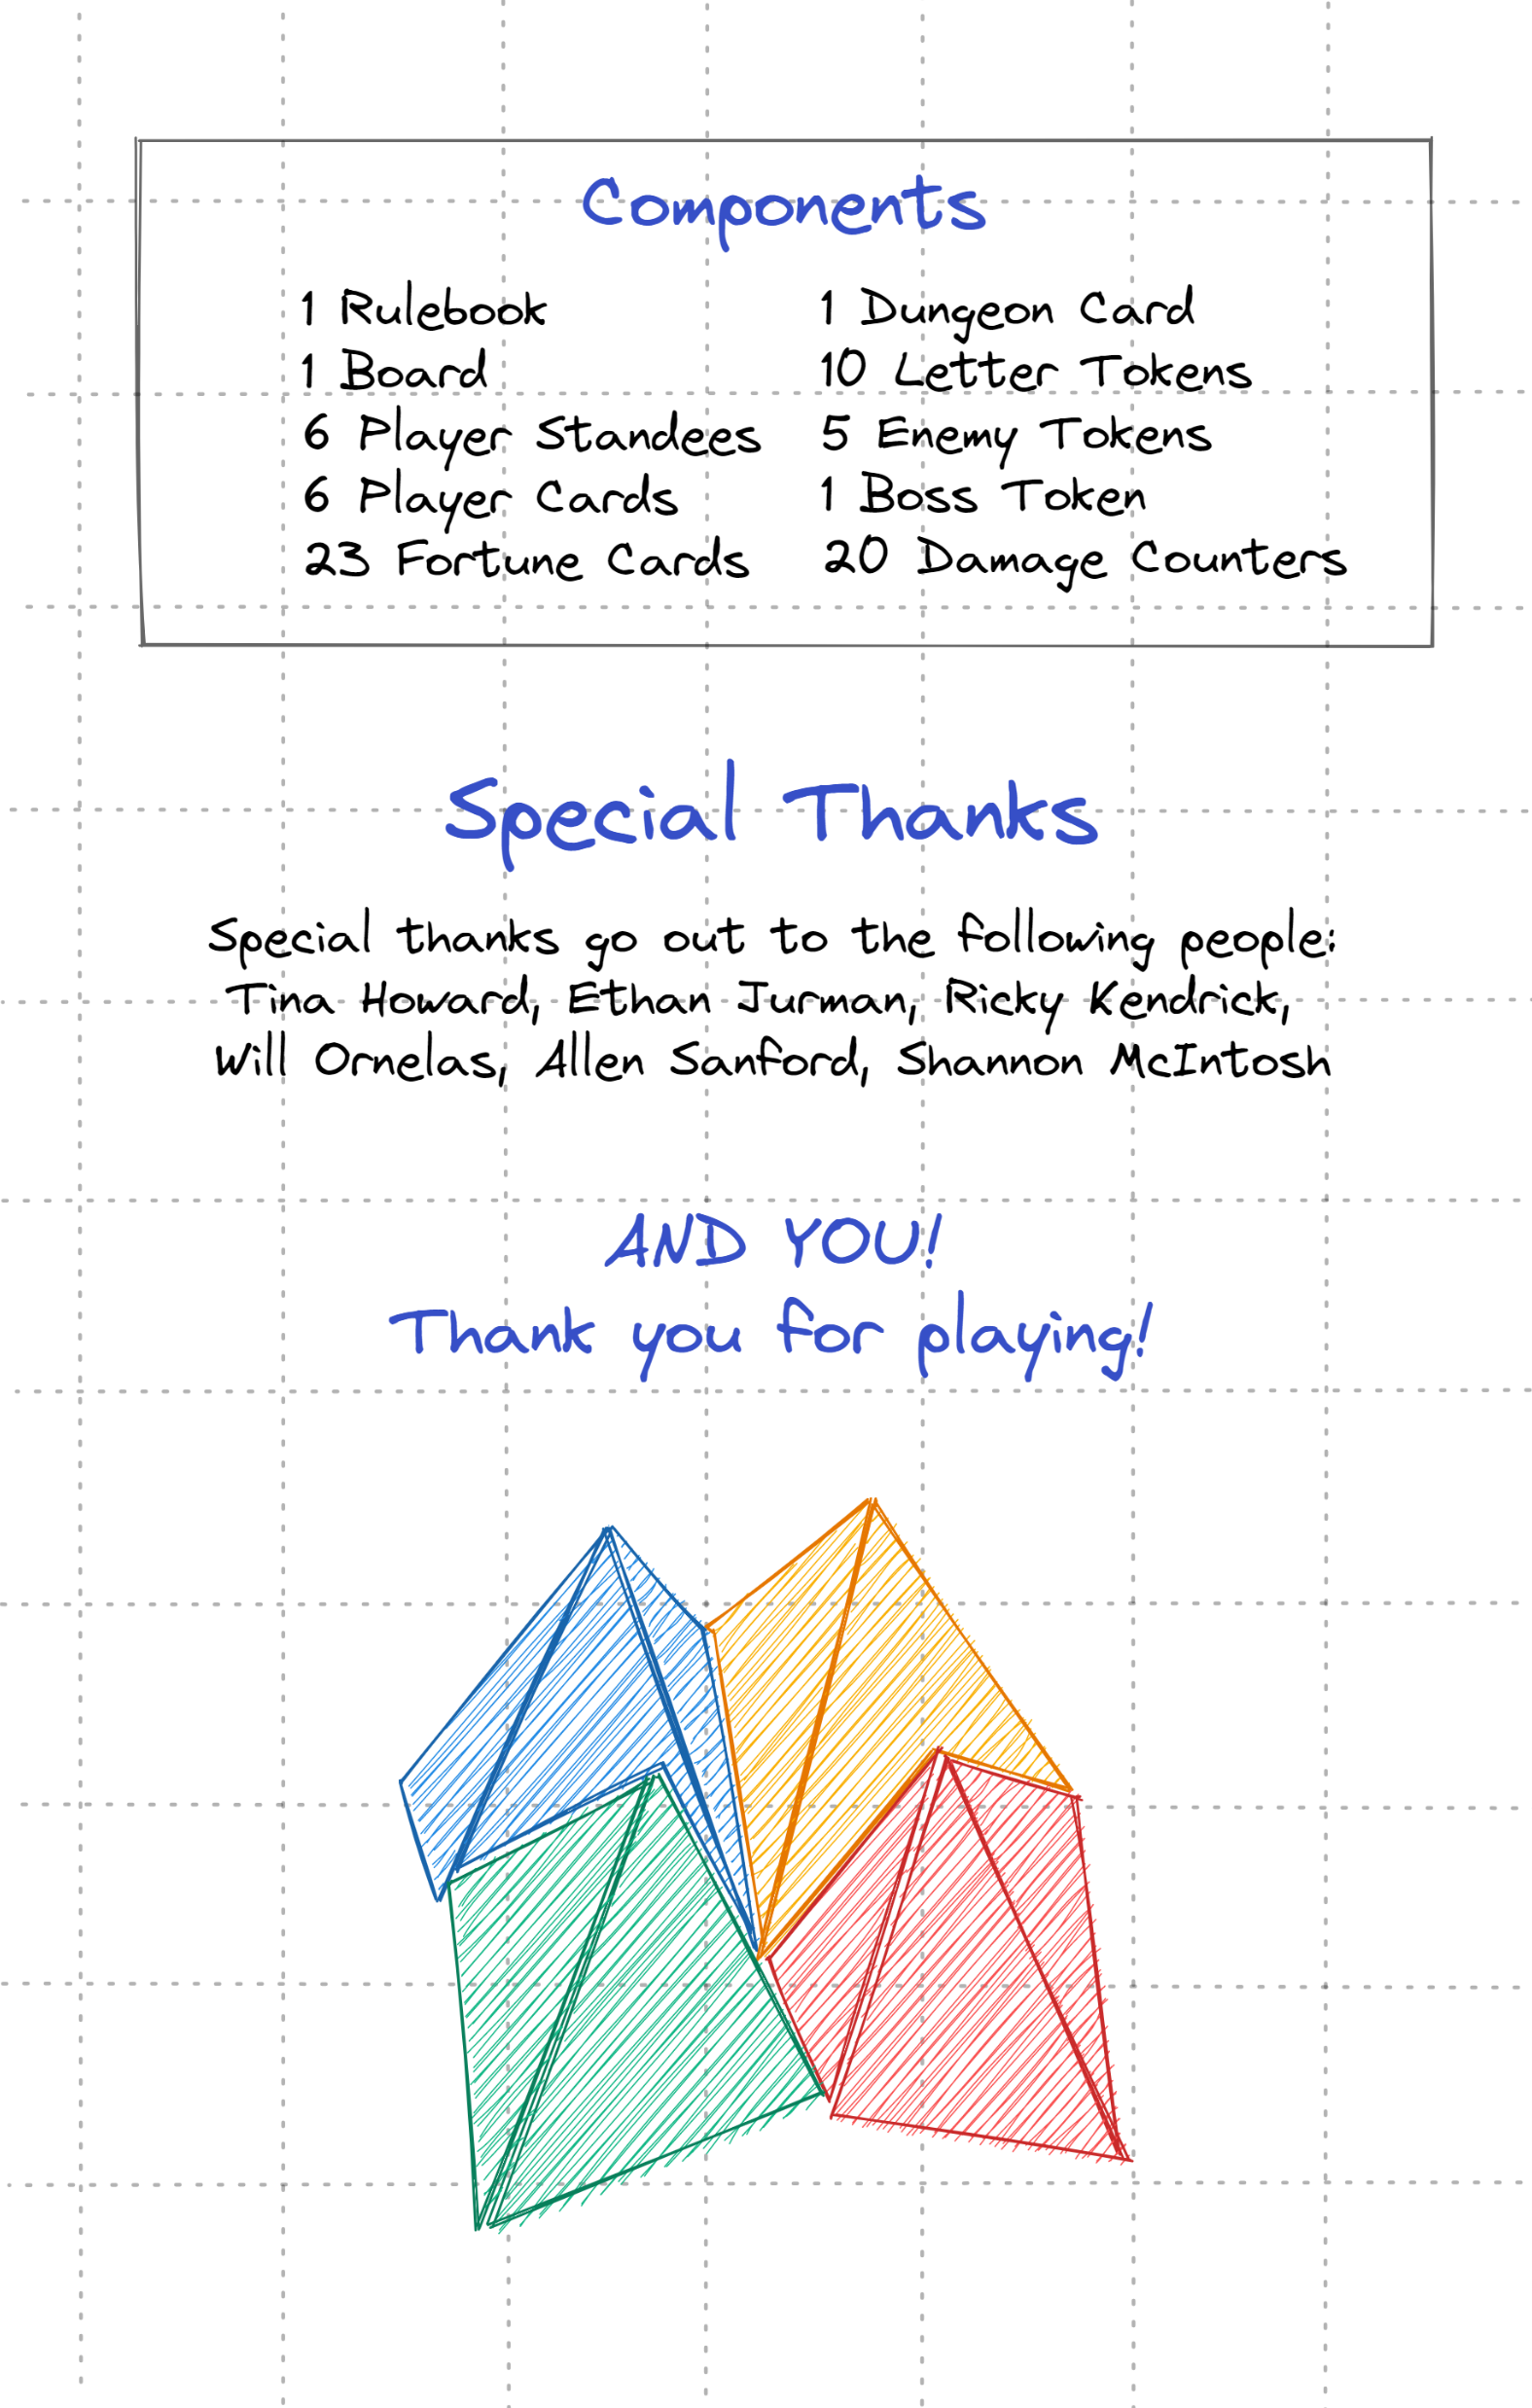 Components
1 Rulebook
1 Board
6 Player Standees
6 Player Cards
23 Fortune Cards
1 Dungeon Card
10 Letter Tokens
5 Enemy Tokens
1 Boss Token
20 Damage Counters
Special Thanks
Special thanks go out to the following people:
Tina Howard, Ethan Jurman, Ricky Kendrick,
Will Ornelas, Allen Sanford, Shannon McIntosh
AND YOU!
Thank you for playing!